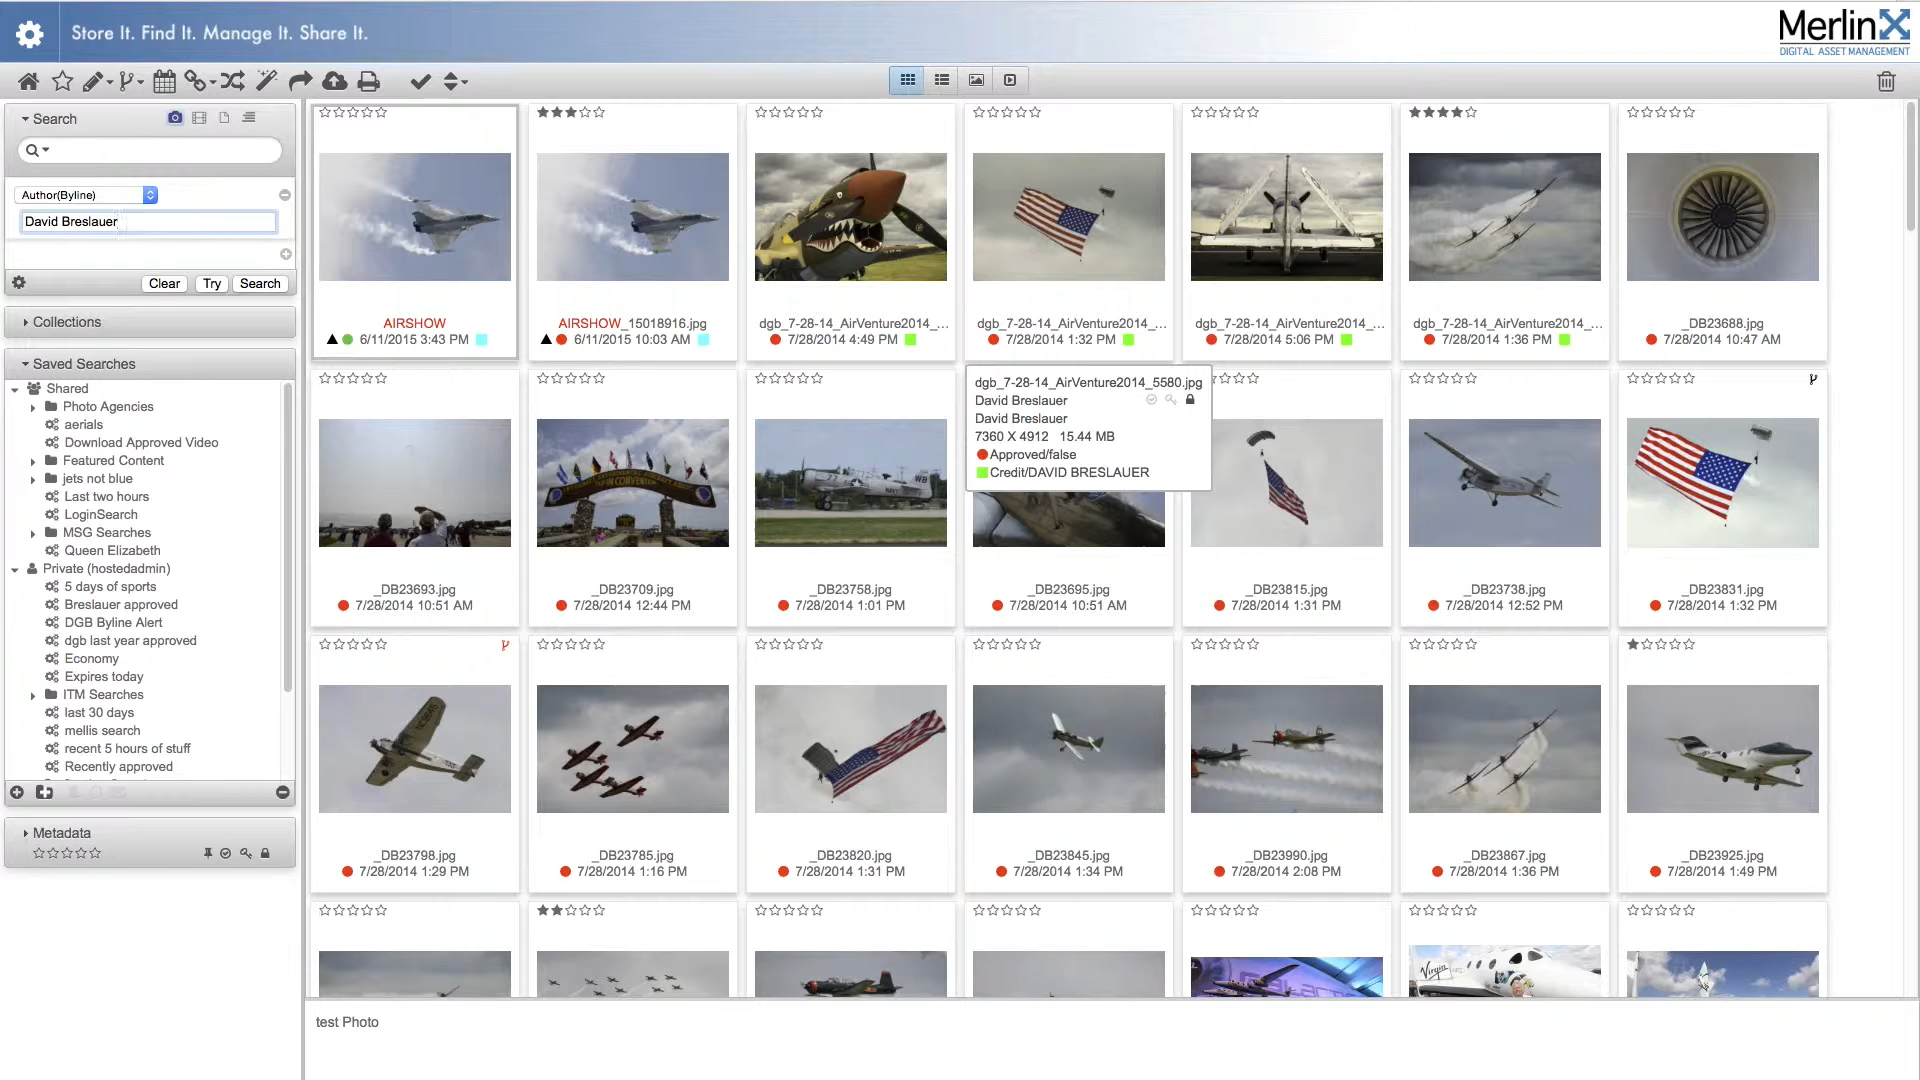 Store It. Find It. Manage It. Share It.
MerlinX
DIGITAL ASSET MANAGEMENT
Search
Author(Byline)
David Breslauer
Clear
Try
Search
Collections
Saved Searches
Shared
Photo Agencies
aerials
Download Approved Video
Featured Content
jets not blue
Last two hours
LoginSearch
MSG Searches
Queen Elizabeth
Private (hostedadmin)
5 days of sports
Breslauer approved
DGB Byline Alert
dgb last year approved
Economy
Expires today
ITM Searches
last 30 days
mellis search
recent 5 hours of stuff
Recently approved
Metadata
AIRSHOW
6/11/2015 3:43 PM
AIRSHOW_15018916.jpg
6/11/2015 10:03 AM
dgb_7-28-14_AirVenture2014_...
7/28/2014 4:49 PM
dgb_7-28-14_AirVenture2014_...
7/28/2014 1:32 PM
dgb_7-28-14_AirVenture2014_...
7/28/2014 5:06 PM
dgb_7-28-14_AirVenture2014_...
7/28/2014 1:36 PM
_DB23688.jpg
7/28/2014 10:47 AM
dgb_7-28-14_AirVenture2014_5580.jpg
David Breslauer
David Breslauer
7360 X 4912 15.44 MB
Approved/false
Credit/DAVID BRESLAUER
_DB23693.jpg
7/28/2014 10:51 AM
_DB23709.jpg
7/28/2014 12:44 PM
_DB23758.jpg
7/28/2014 1:01 PM
_DB23695.jpg
7/28/2014 10:51 AM
_DB23815.jpg
7/28/2014 1:31 PM
_DB23738.jpg
7/28/2014 12:52 PM
_DB23831.jpg
7/28/2014 1:32 PM
_DB23798.jpg
7/28/2014 1:29 PM
_DB23785.jpg
7/28/2014 1:16 PM
_DB23820.jpg
7/28/2014 1:31 PM
_DB23845.jpg
7/28/2014 1:34 PM
_DB23990.jpg
7/28/2014 2:08 PM
_DB23867.jpg
7/28/2014 1:36 PM
_DB23925.jpg
7/28/2014 1:49 PM
Virgin
test Photo